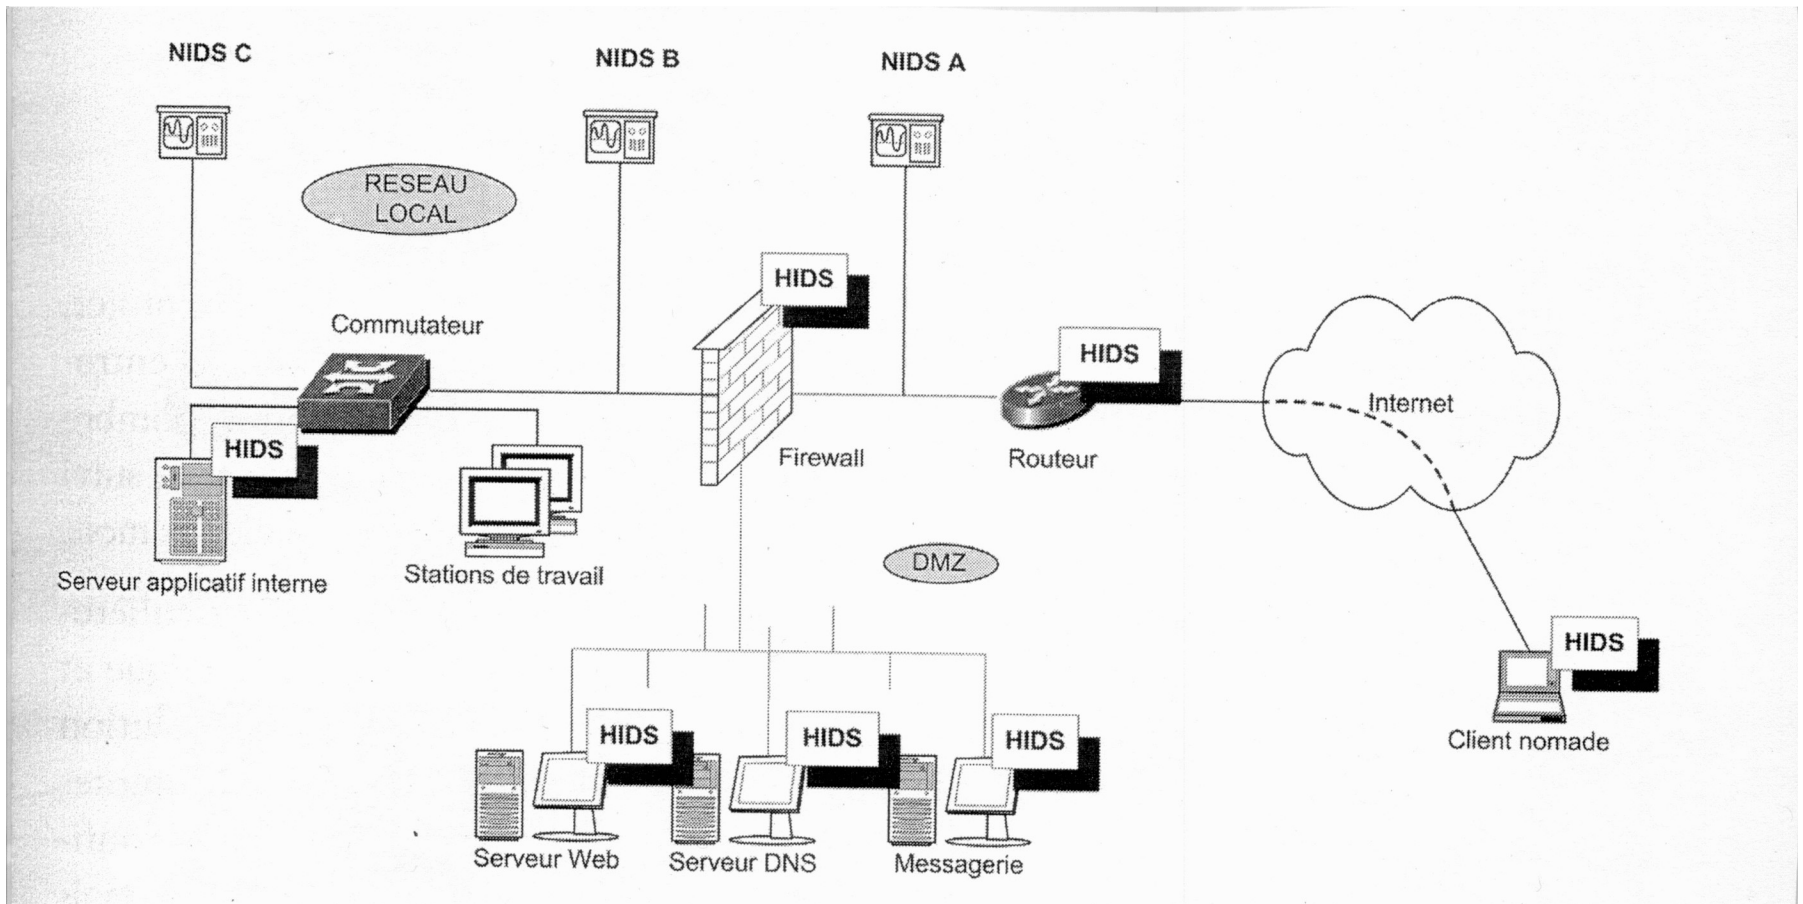 NIDS C
NIDS B
NIDS A
RESEAU
LOCAL
HIDS
Commutateur
HIDS
Internet
HIDS
Firewall
Routeur
Serveur applicatif interne
Stations de travail
DMZ
HIDS
Client nomade
HIDS
HIDS
HIDS
Serveur Web
Serveur DNS
Messagerie